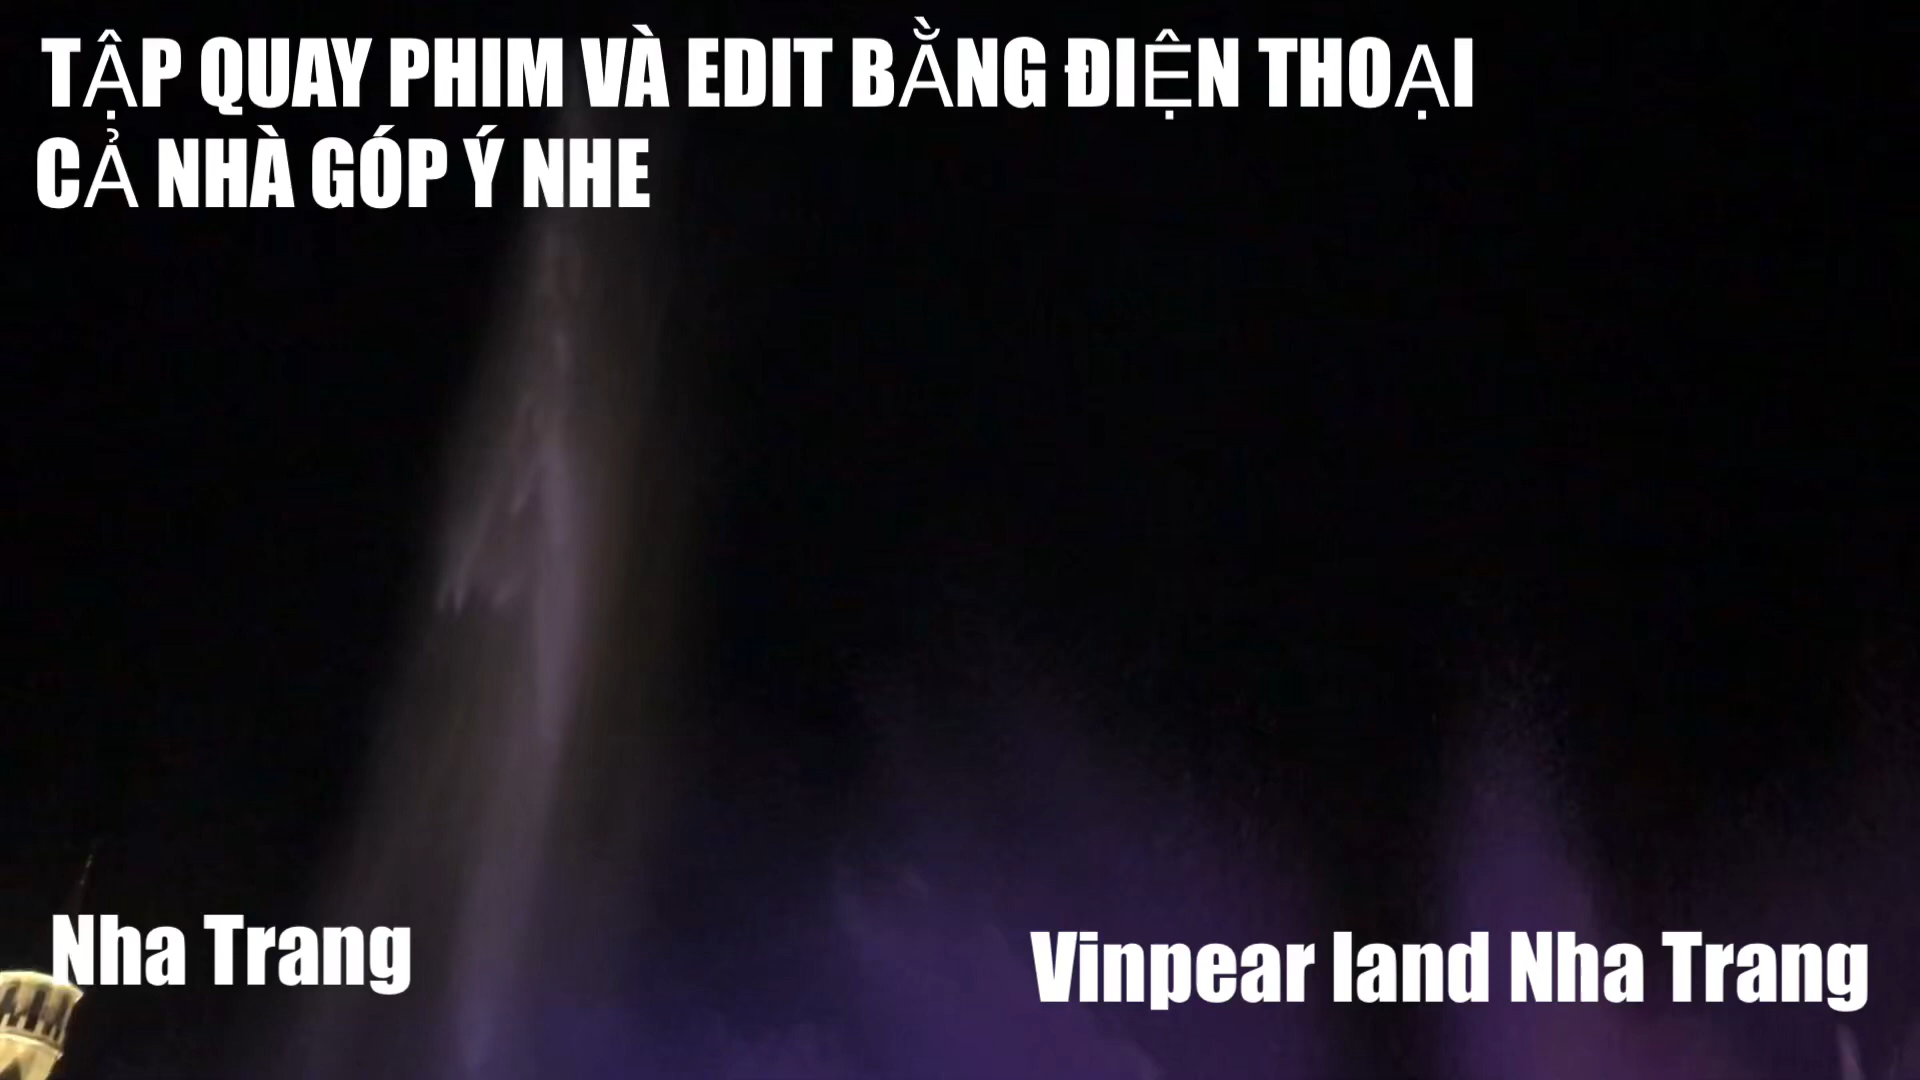 TẬP QUAY PHIM VÀ EDIT BẰNG ĐIỆN THOẠI
CẢ NHÀ GÓP Ý NHE
Nha Trang
Vinpear land Nha Trang